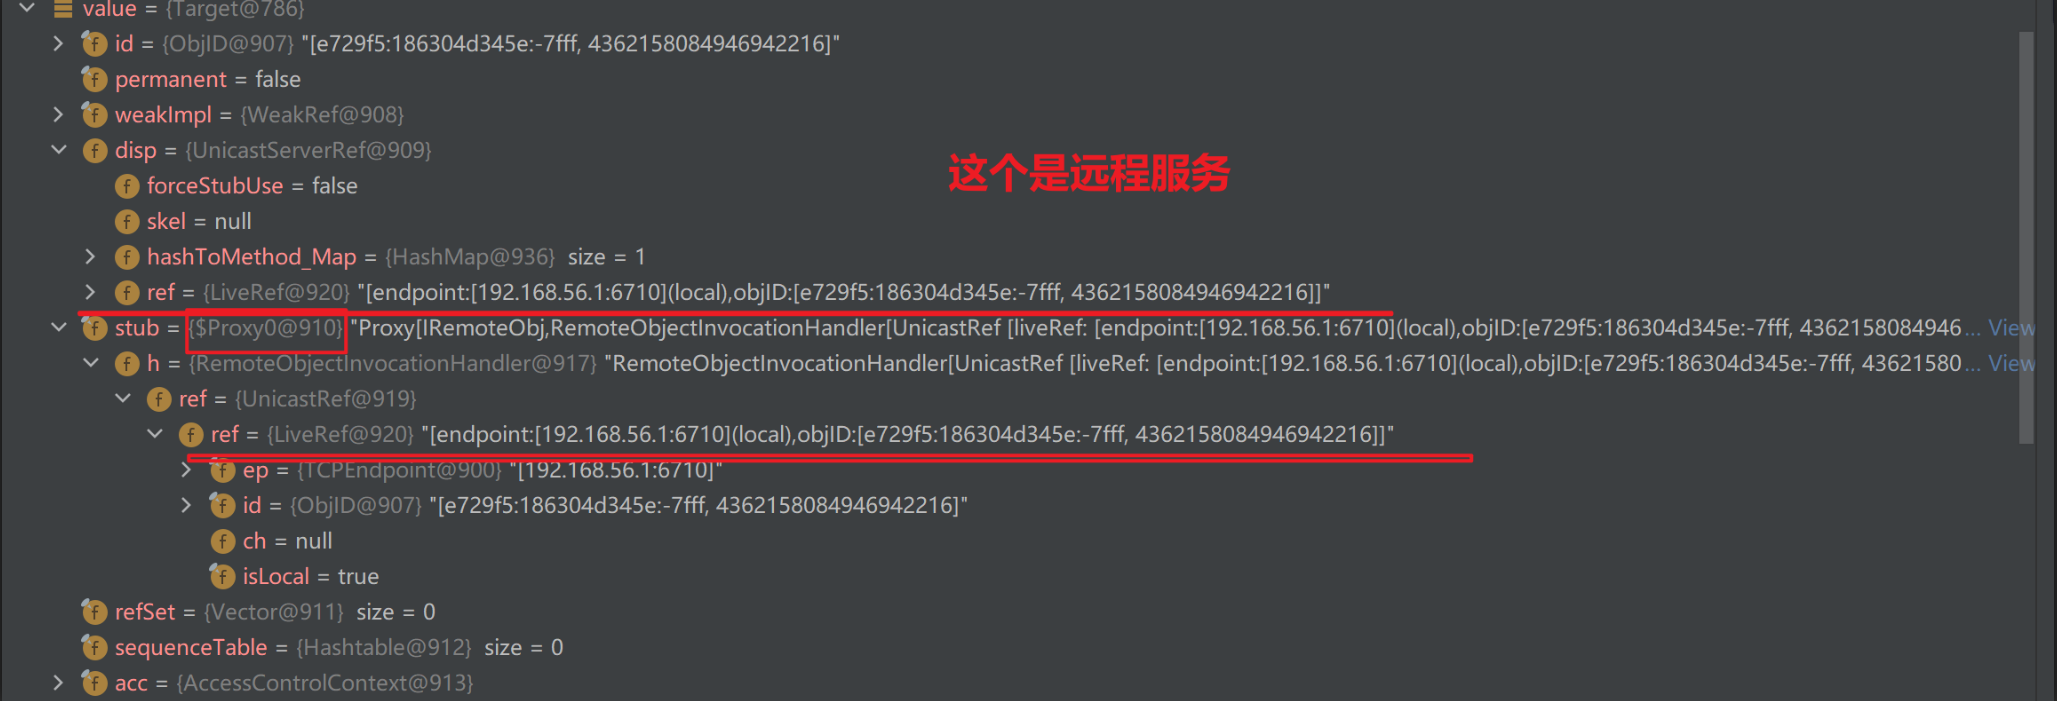 value = {Target@786}
id = {ObjID@907} "[e729f5:186304d345e:-7fff, 4362158084946942216]"
permanent = false
weakImpl = {WeakRef@908}
disp = {UnicastServerRef@909}
这个是远程服务
forceStubUse = false
skel = null
hashToMethod_Map = {HashMap@936} size = 1
ref = {LiveRef@920} "[endpoint:[192.168.56.1:6710](local),objID:[e729f5:186304d345e:-7fff, 4362158084946942216]]"
stub = {$Proxy0@910} "Proxy[IRemoteObj,RemoteObjectInvocationHandler[UnicastRef [liveRef: [endpoint:[192.168.56.1:6710](local),objID:[e729f5:186304d345e:-7fff, 4362158084946... View
h = {RemoteObjectInvocationHandler@917} "RemoteObjectInvocationHandler[UnicastRef [liveRef: [endpoint:[192.168.56.1:6710](local),objID:[e729f5:186304d345e:-7fff, 43621580... View
ref = {UnicastRef@919}
ref = {LiveRef@920} "[endpoint:[192.168.56.1:6710](local),objID:[e729f5:186304d345e:-7fff, 4362158084946942216]]"
ep = {TCPEndpoint@900} "[192.168.56.1:6710]"
id = {ObjID@907} "[e729f5:186304d345e:-7fff, 4362158084946942216]"
ch = null
isLocal = true
refSet = {Vector@911} size = 0
sequenceTable = {Hashtable@912} size = 0
acc = {AccessControlContext@913}